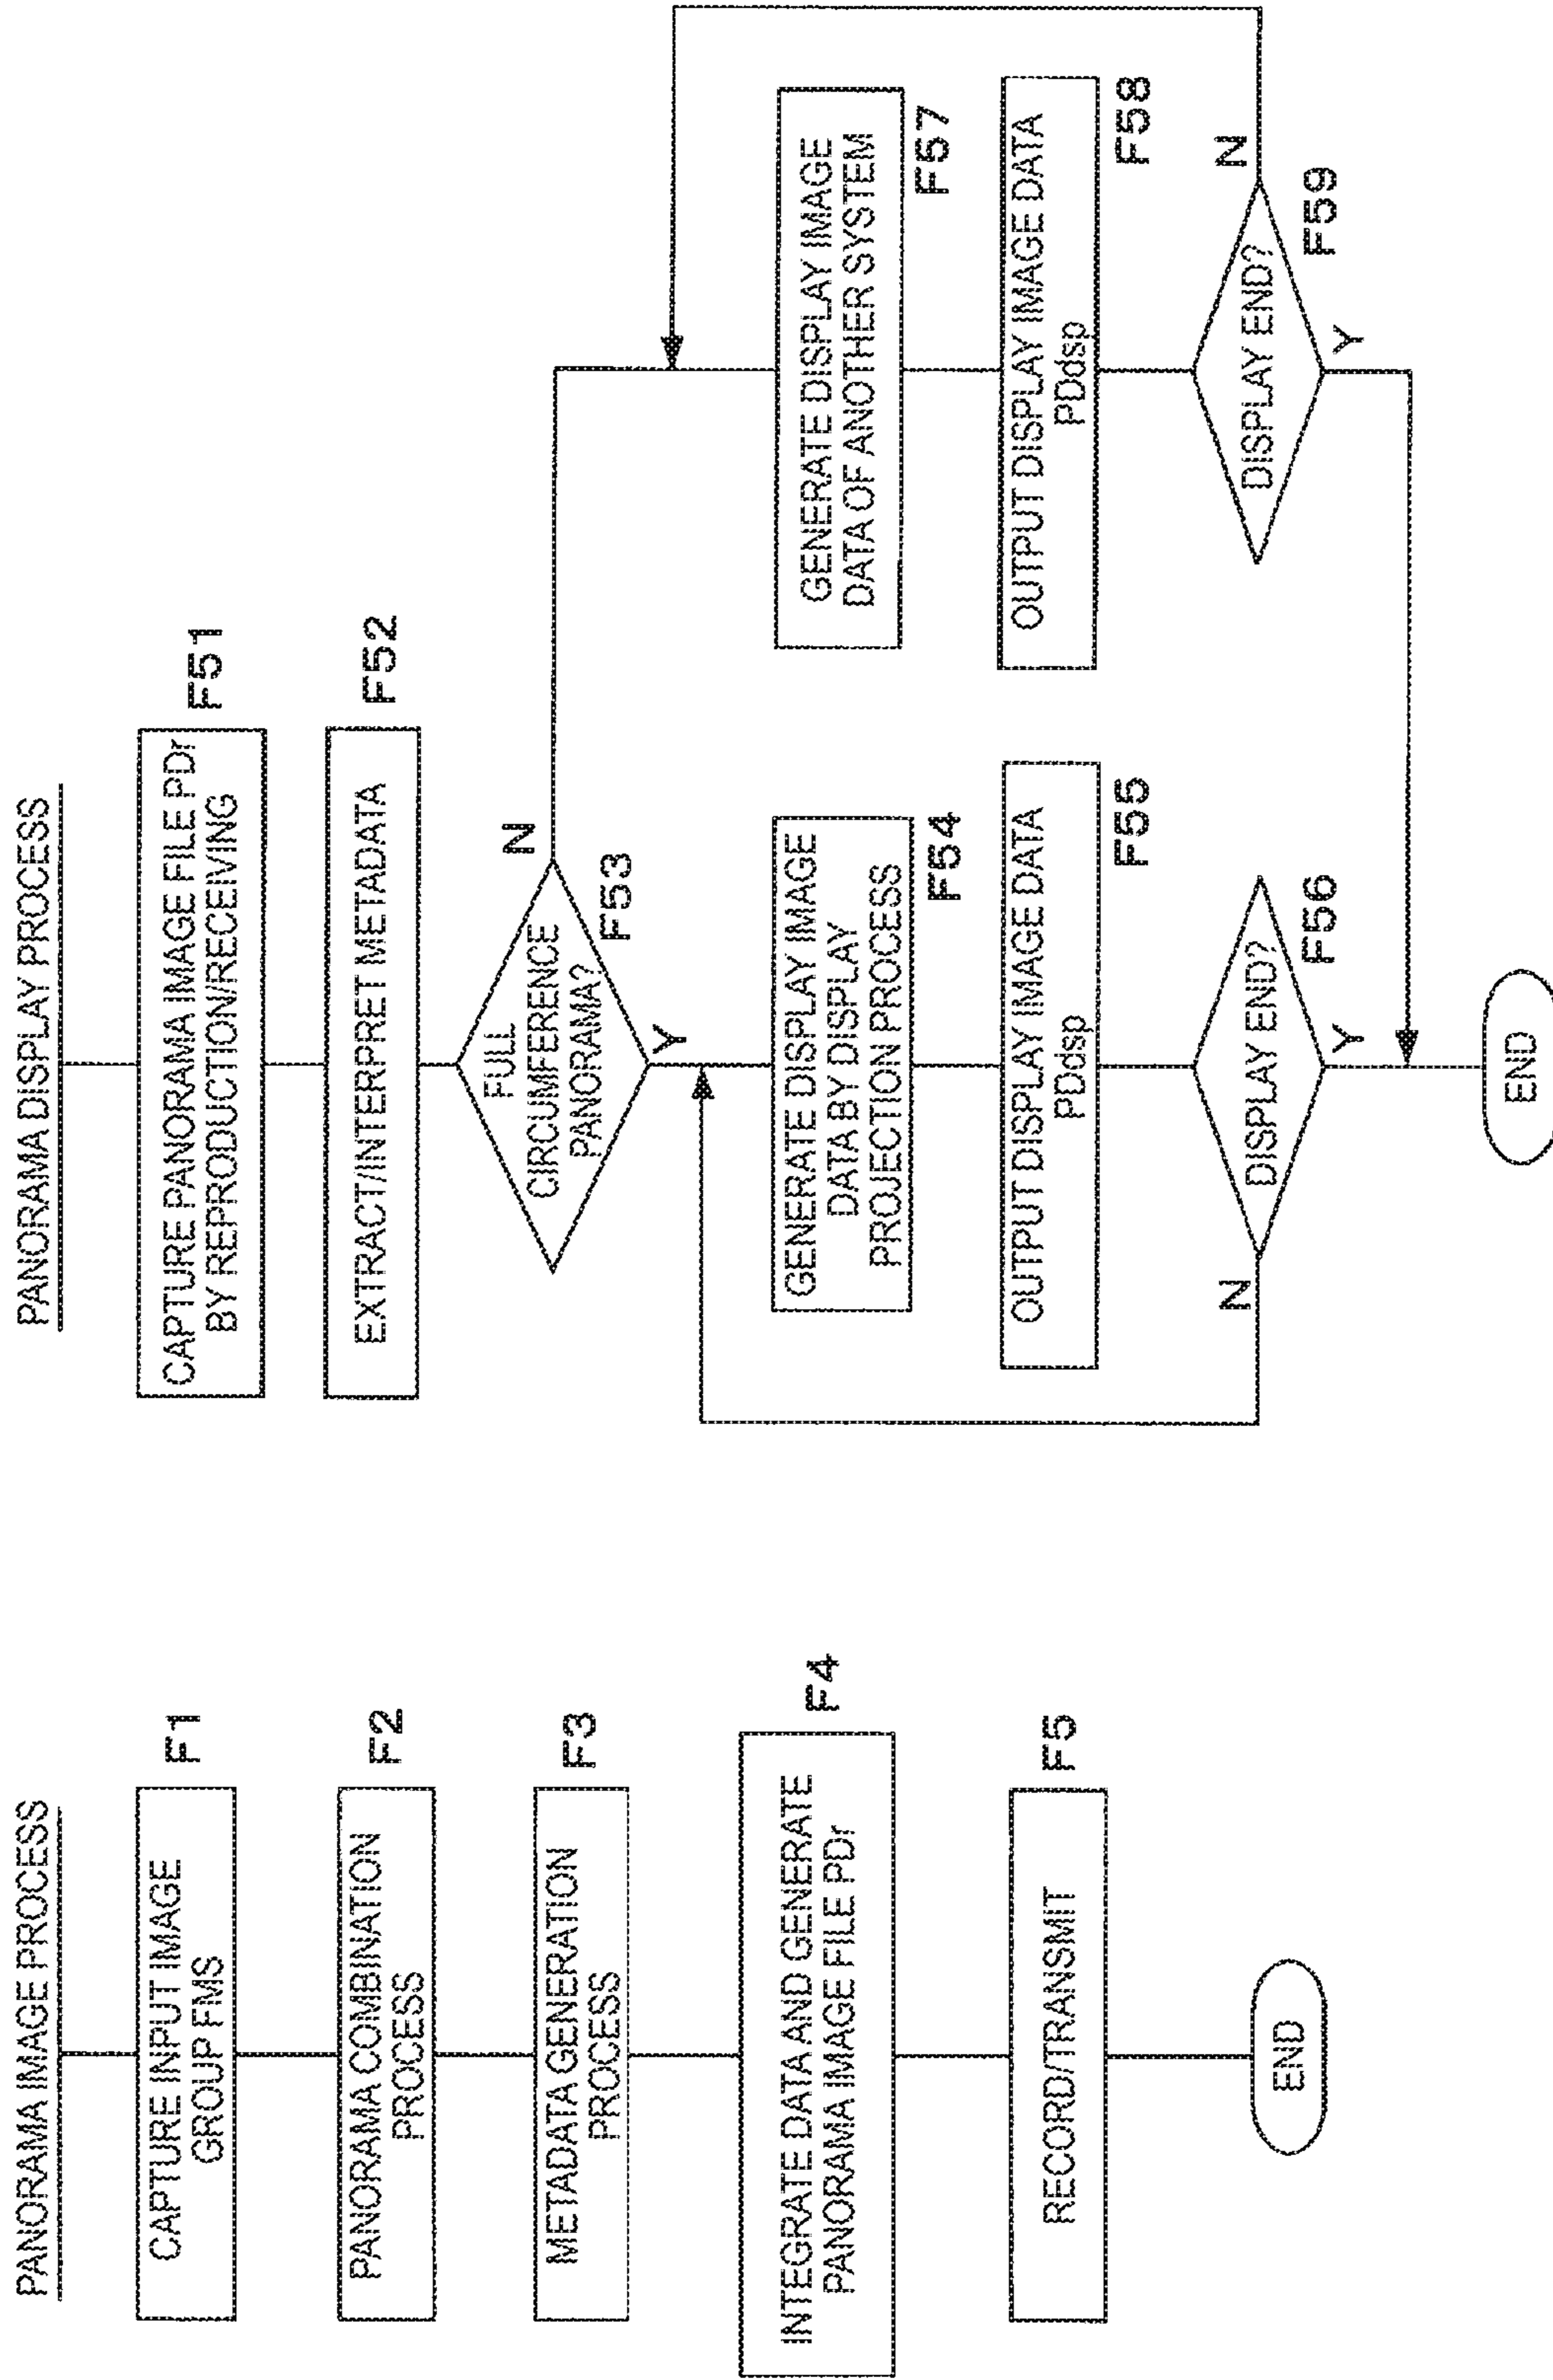 PANORAMA IMAGE PROCESS
CAPTURE INPUT IMAGE
GROUP FMS
F1
PANORAMA COMBINATION
PROCESS
F2
METADATA GENERATION
PROCESS
F3
INTEGRATE DATA AND GENERATE
PANORAMA IMAGE FILE PDr
F4
RECORD/TRANSMIT
F5
END
PANORAMA DISPLAY PROCESS
CAPTURE PANORAMA IMAGE FILE PDr
BY REPRODUCTION/RECEIVING
F51
EXTRACT/INTERPRET METADATA
F52
FULL
CIRCUMFERENCE
PANORAMA?
N
F53
Y
GENERATE DISPLAY IMAGE
DATA BY DISPLAY
PROJECTION PROCESS
F54
OUTPUT DISPLAY IMAGE DATA
PDdsp
F55
DISPLAY END?
N
F56
Y
GENERATE DISPLAY IMAGE
DATA OF ANOTHER SYSTEM
F57
OUTPUT DISPLAY IMAGE DATA
PDdsp
F58
DISPLAY END?
N
F59
Y
END